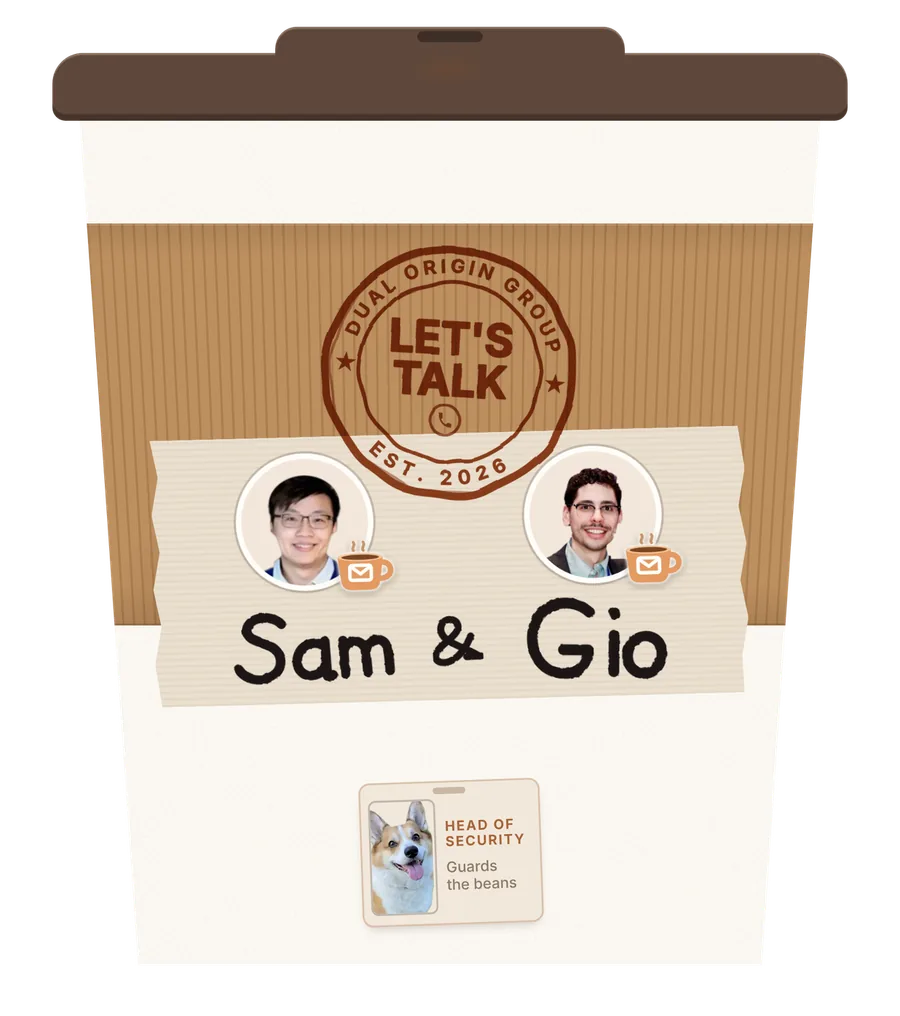 DUAL ORIGIN GROUP
LET'S
TALK
EST. 2026
Sam & Gio
HEAD OF
SECURITY
Guards
the beans